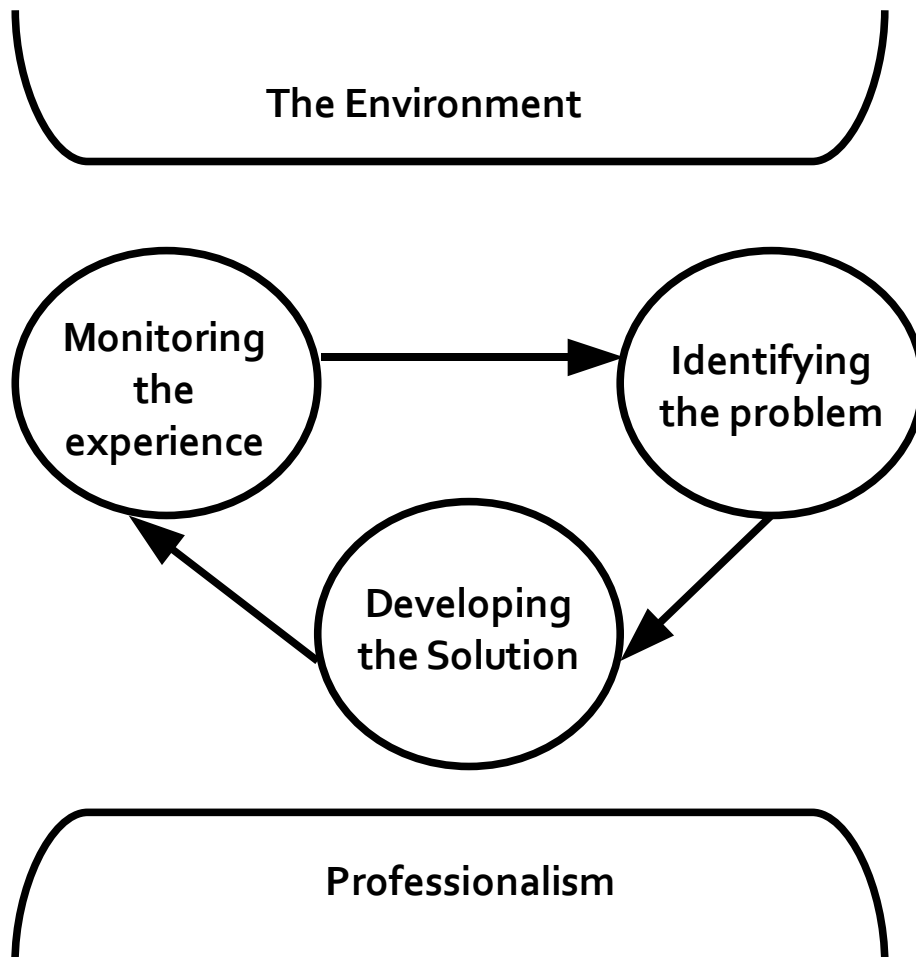 The Environment
Monitoring
the
experience
Identifying
the problem
Developing
the Solution
Professionalism